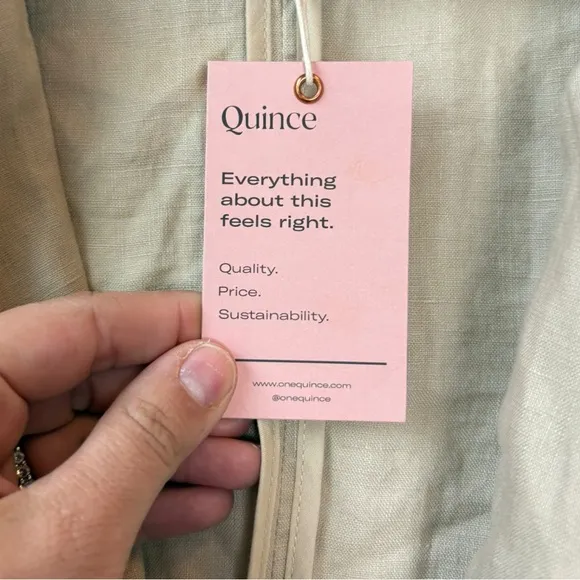 Quince
Everything
about this
feels right.
Quality.
Price.
Sustainability.
www.onequince.com
@onequince